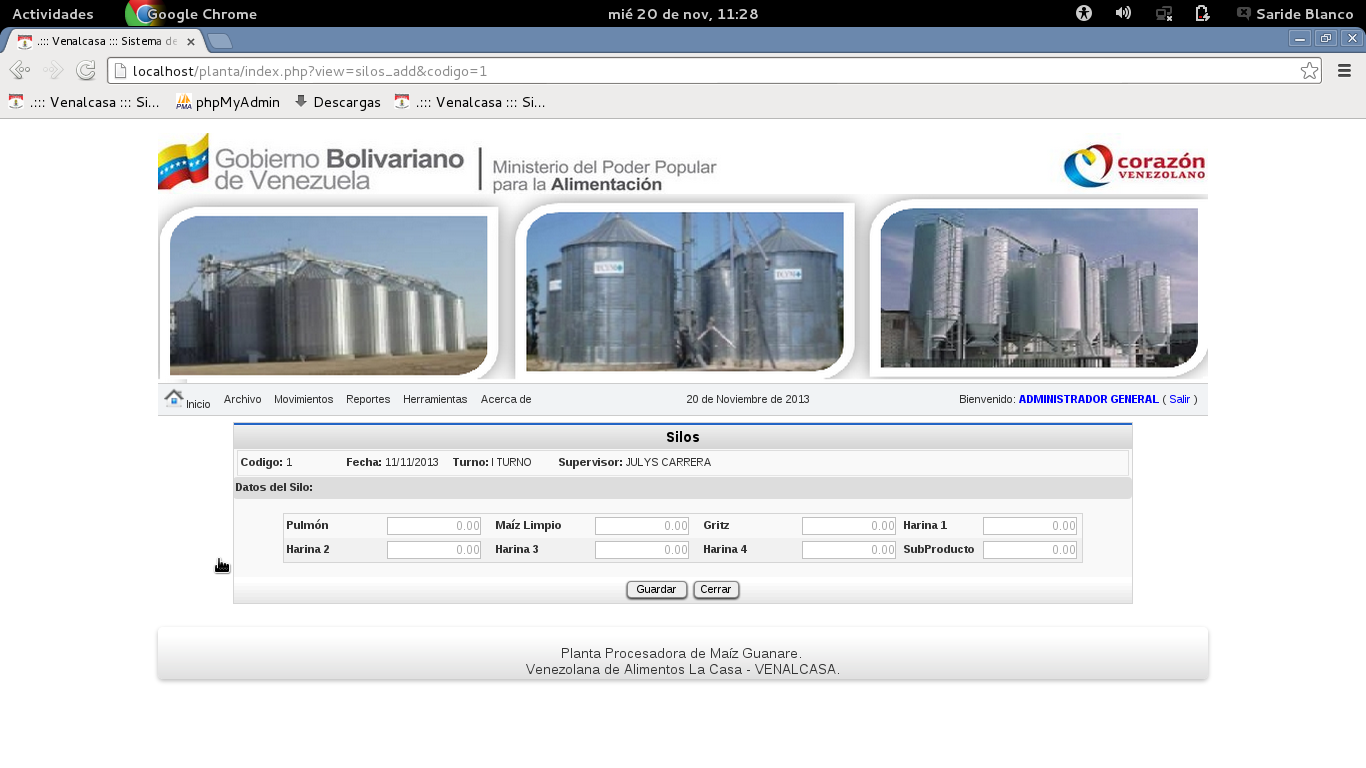 Actividades Google Chrome mié 20 de nov, 11:28 Saride Blanco
.::: Venalcasa ::: Sistema de
localhost/planta/index.php?view=silos_add&codigo=1
.::: Venalcasa ::: Si... phpMyAdmin Descargas .::: Venalcasa ::: Si...
Gobierno Bolivariano
de Venezuela
Ministerio del Poder Popular
para la Alimentación
corazón
VENEZOLANO
Inicio Archivo Movimientos Reportes Herramientas Acerca de 20 de Noviembre de 2013 Bienvenido: ADMINISTRADOR GENERAL ( Salir )
Silos
Codigo: 1 Fecha: 11/11/2013 Turno: I TURNO Supervisor: JULYS CARRERA
Datos del Silo:
Pulmón 0.00 Maíz Limpio 0.00 Gritz 0.00 Harina 1 0.00
Harina 2 0.00 Harina 3 0.00 Harina 4 0.00 SubProducto 0.00
Guardar Cerrar
Planta Procesadora de Maíz Guanare.
Venezolana de Alimentos La Casa - VENALCASA.